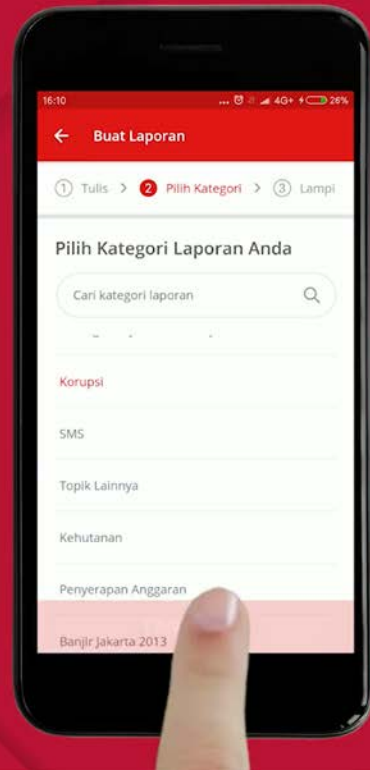 16:10 ... 4G+ 26%
Buat Laporan
1 Tulis > 2 Pilih Kategori > 3 Lampi
Pilih Kategori Laporan Anda
Cari kategori laporan
Korupsi
SMS
Topik Lainnya
Kehutanan
Penyerapan Anggaran
Banjir Jakarta 2013